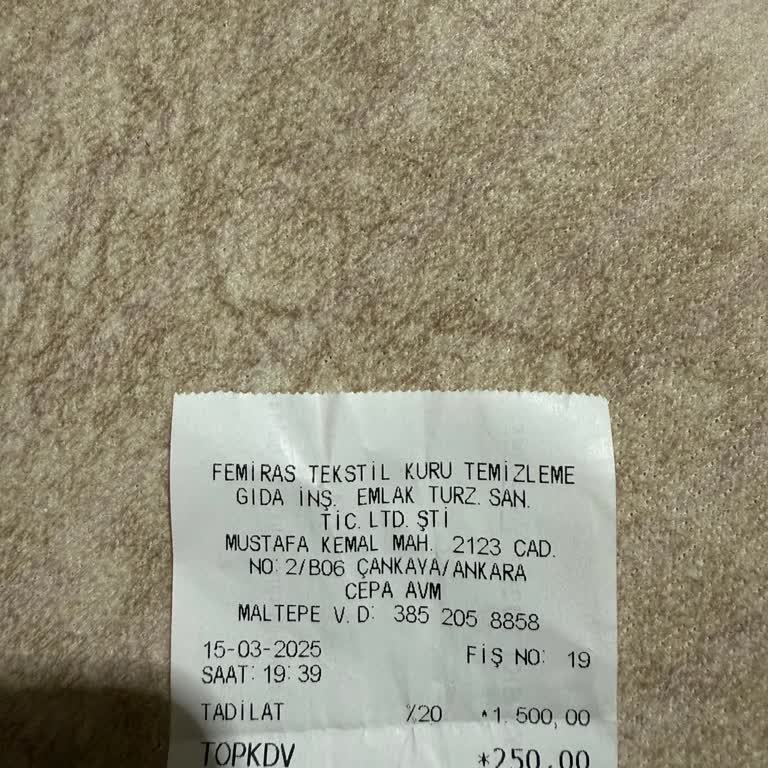 FEMİRAS TEKSTİL KURU TEMİZLEME
GIDA İNŞ. EMLAK TURZ. SAN.
TİC. LTD. ŞTİ
MUSTAFA KEMAL MAH. 2123 CAD.
NO: 2/B06 ÇANKAYA/ANKARA
CEPA AVM
MALTEPE V.D: 385 205 8858
15-03-2025 FİŞ NO: 19
SAAT: 19:39
TADİLAT %20 *1.500,00
TOPKDV *250,00